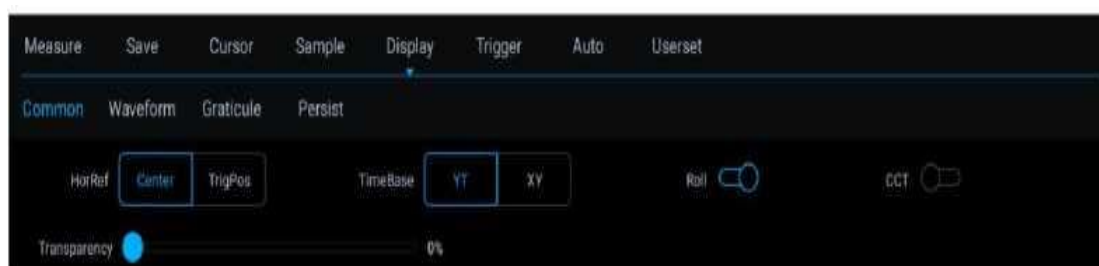 Measure Save Cursor Sample Display Trigger Auto Userset
Common Waveform Graticule Persist
HorRef Center TrigPos TimeBase YT XY Roll CCT
Transparency 0%